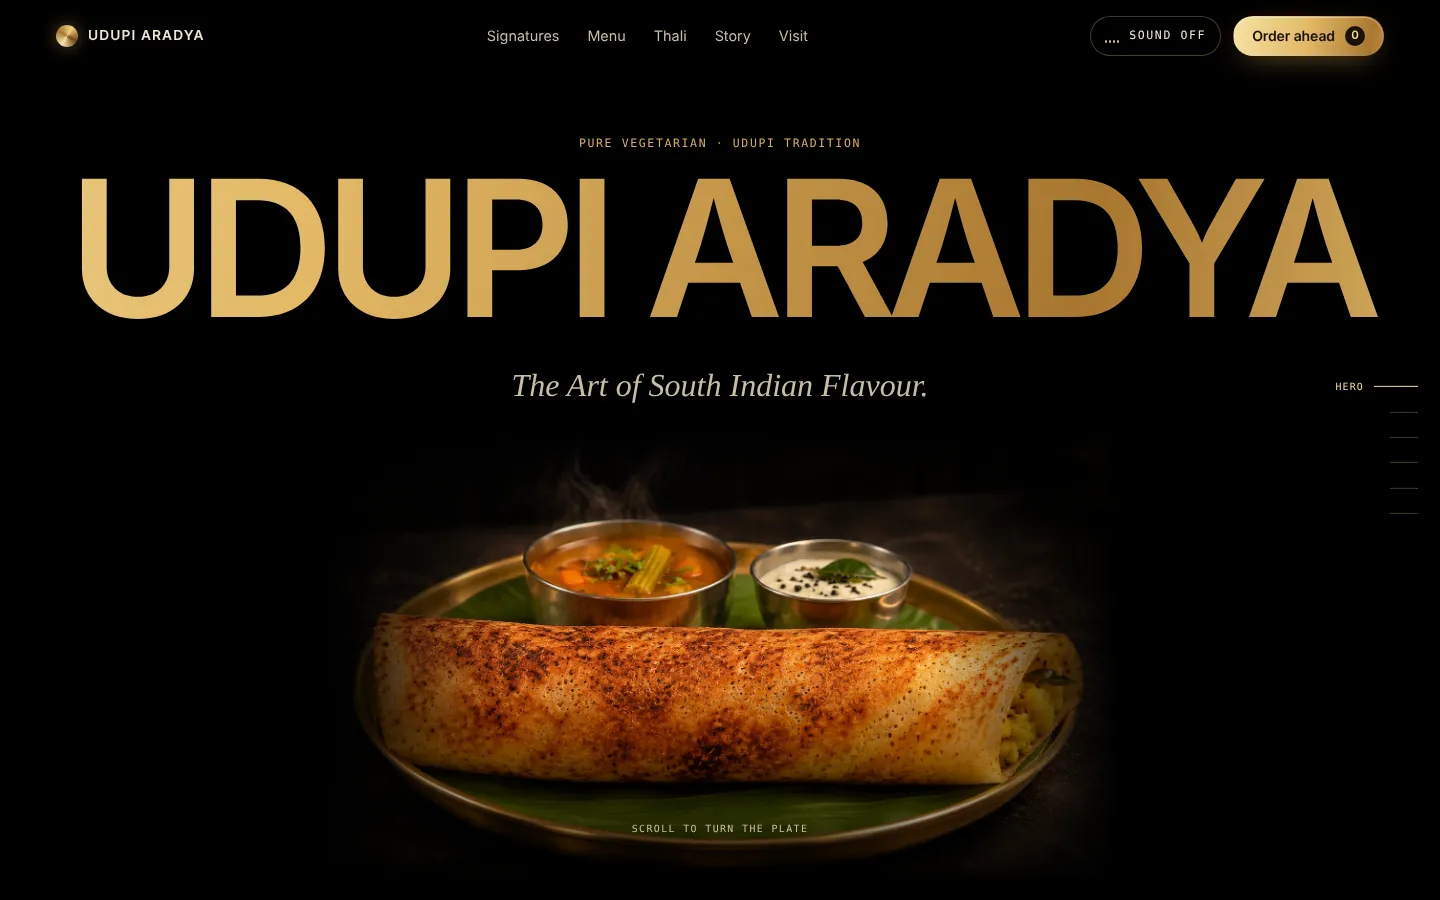 UDUPI ARADYA
Signatures Menu Thali Story Visit
SOUND OFF
Order ahead 0
PURE VEGETARIAN · UDUPI TRADITION
UDUPI ARADYA
The Art of South Indian Flavour.
HERO
SCROLL TO TURN THE PLATE